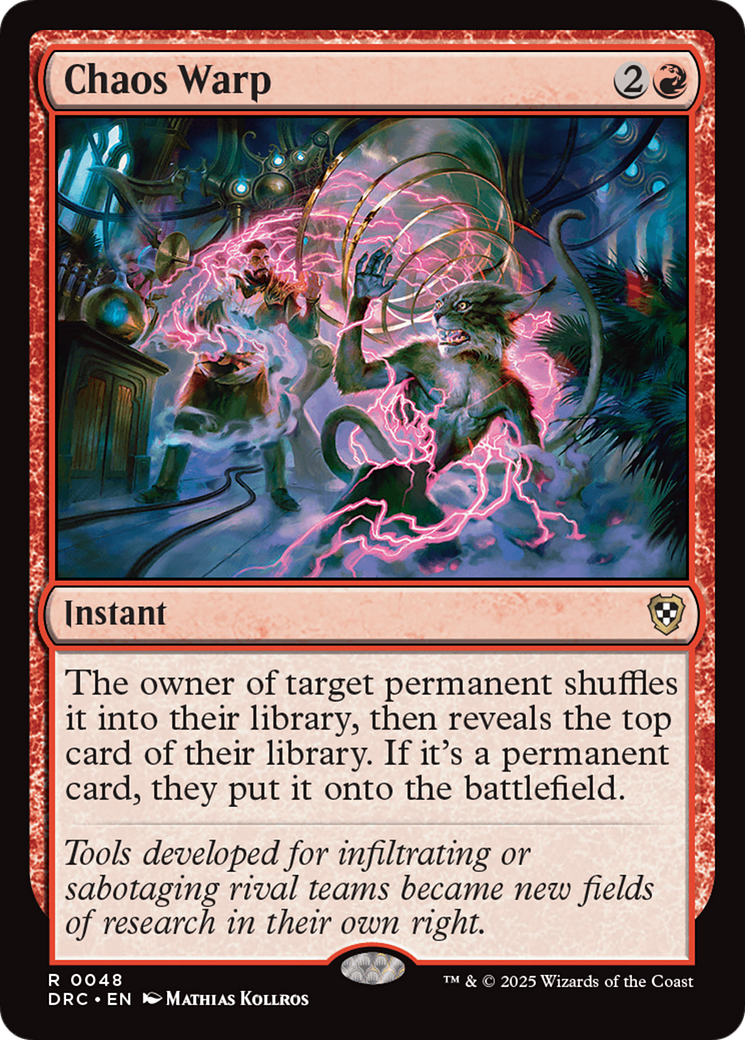 Chaos Warp 2
Instant
The owner of target permanent shuffles
it into their library, then reveals the top
card of their library. If it's a permanent
card, they put it onto the battlefield.
Tools developed for infiltrating or
sabotaging rival teams became new fields
of research in their own right.
R 0048
™ & © 2025 Wizards of the Coast
DRC • EN Mathias Kollros